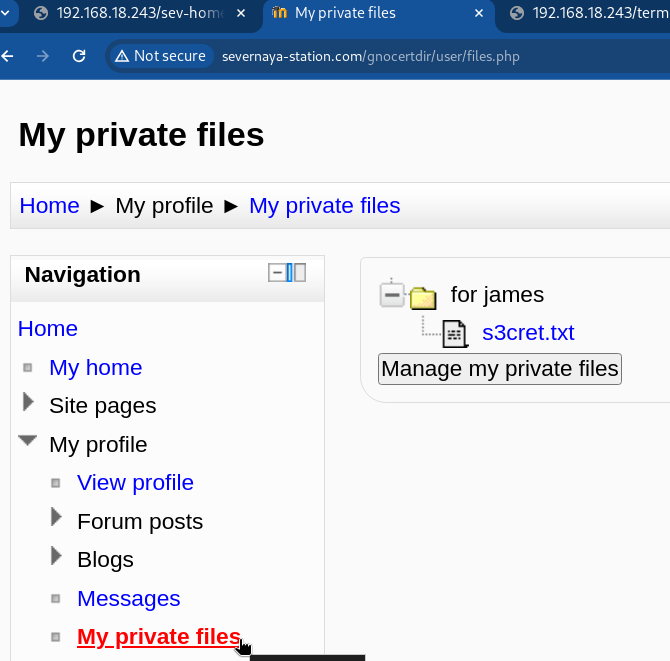 192.168.18.243/sev-hom
My private files
192.168.18.243/term
Not secure
severnaya-station.com/gnocertdir/user/files.php
My private files
Home ► My profile ► My private files
Navigation
Home
My home
Site pages
My profile
View profile
Forum posts
Blogs
Messages
My private files
for james
s3cret.txt
Manage my private files